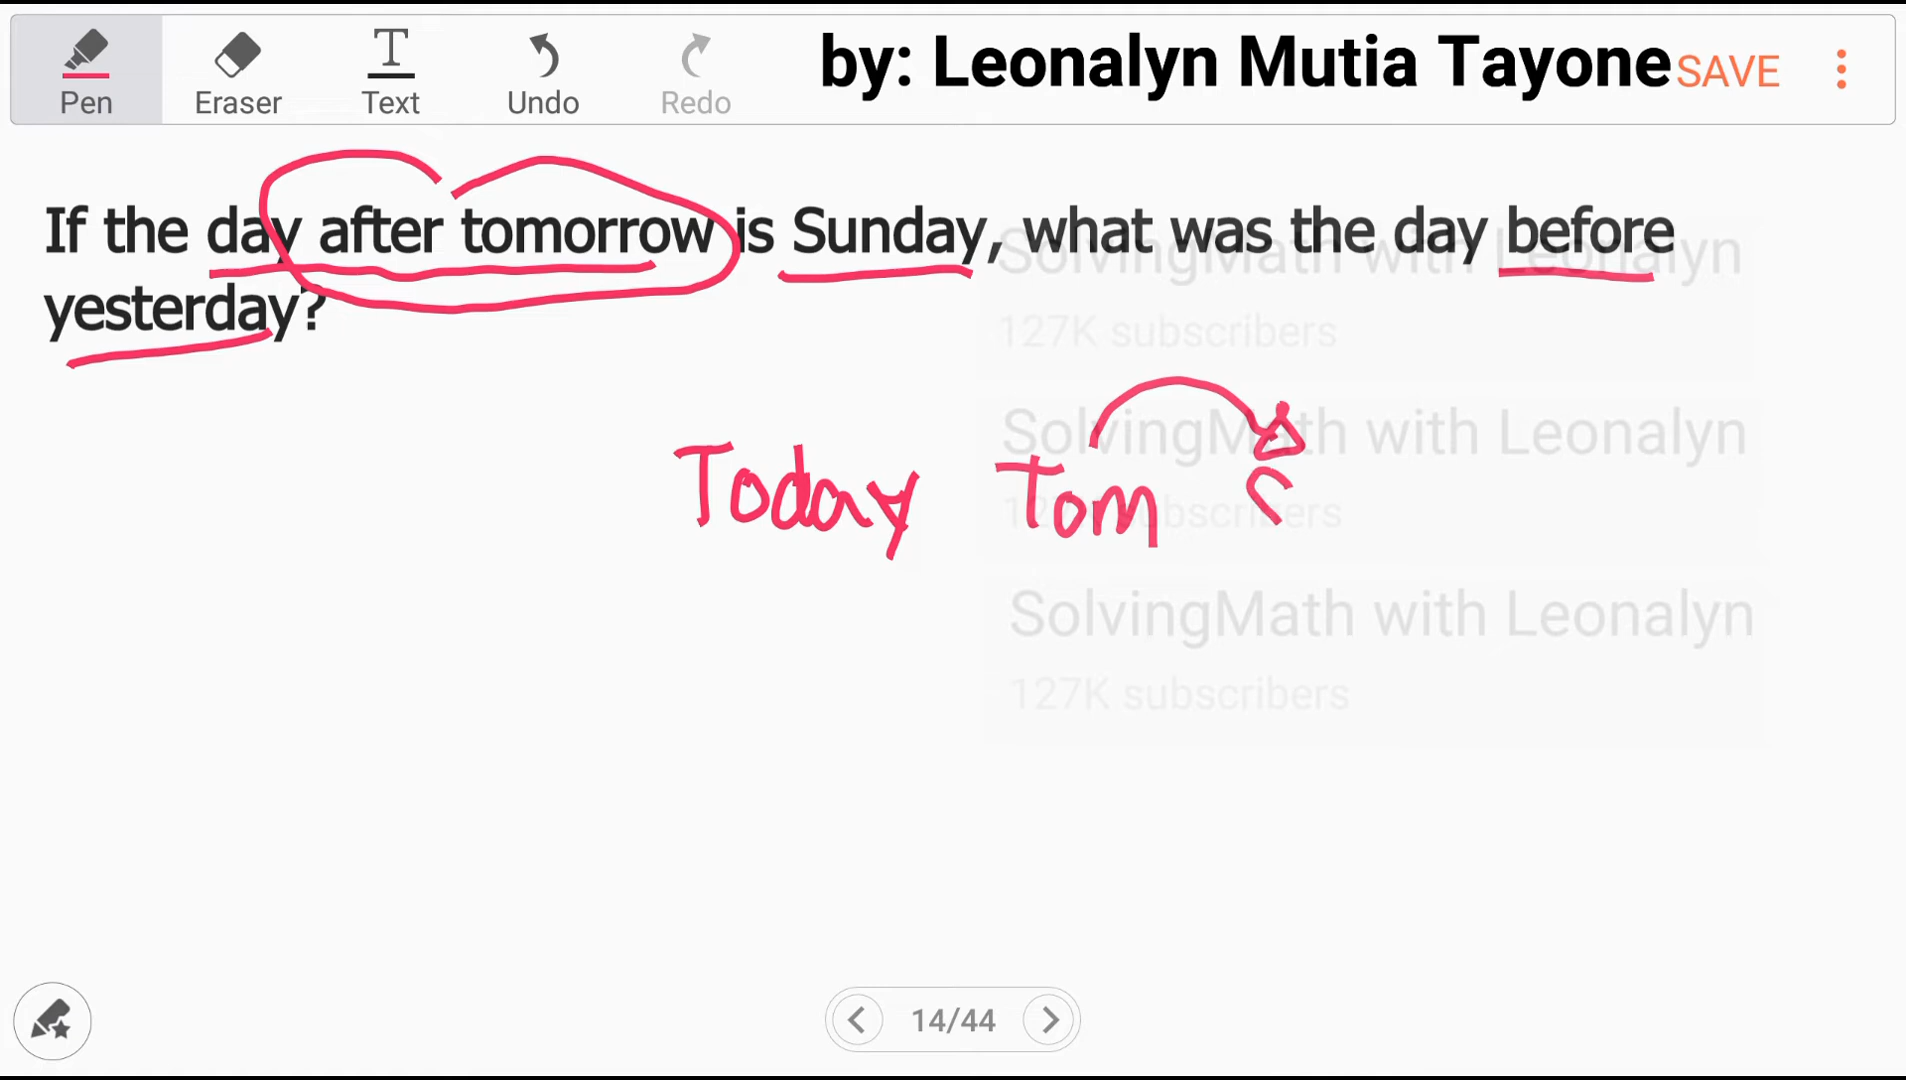 Pen
Eraser
Text
Undo
Redo
by: Leonalyn Mutia Tayone
SAVE
If the day after tomorrow is Sunday, what was the day before
yesterday?
SolvingMath with Leonalyn
127K subscribers
SolvingMath with Leonalyn
127K subscribers
Today Tom
SolvingMath with Leonalyn
127K subscribers
14/44